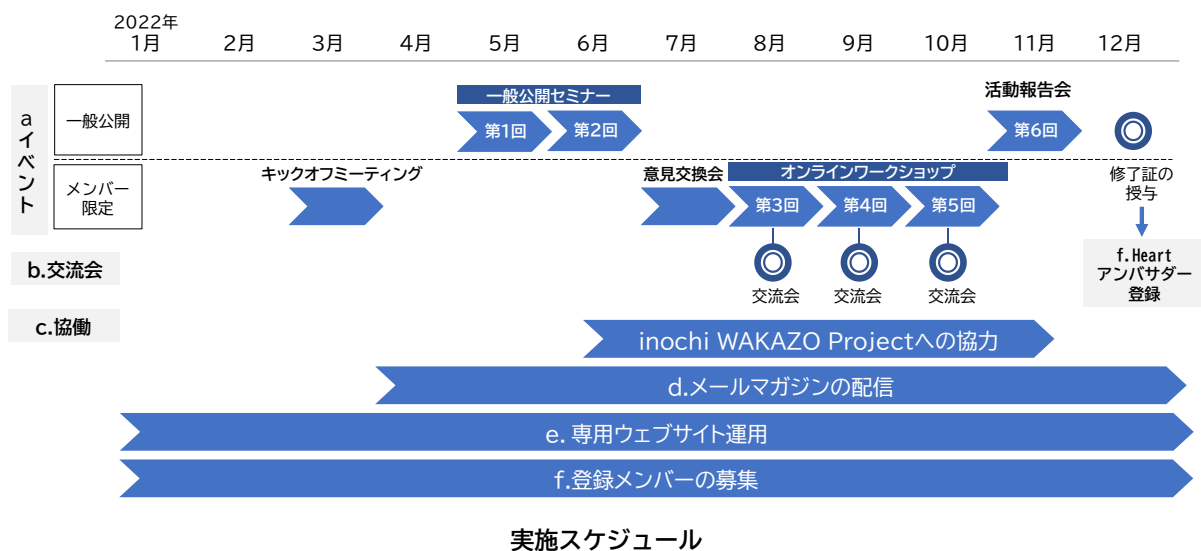 2022年
1月 2月 3月 4月 5月 6月 7月 8月 9月 10月 11月 12月
aイベント
一般公開
一般公開セミナー
第1回 第2回
活動報告会
第6回
メンバー
限定
キックオフミーティング
意見交換会
オンラインワークショップ
第3回 第4回 第5回
修了証の
授与
b.交流会
交流会 交流会 交流会
f.Heart
アンバサダー
登録
c.協働
inochi WAKAZO Projectへの協力
d.メールマガジンの配信
e. 専用ウェブサイト運用
f.登録メンバーの募集
実施スケジュール